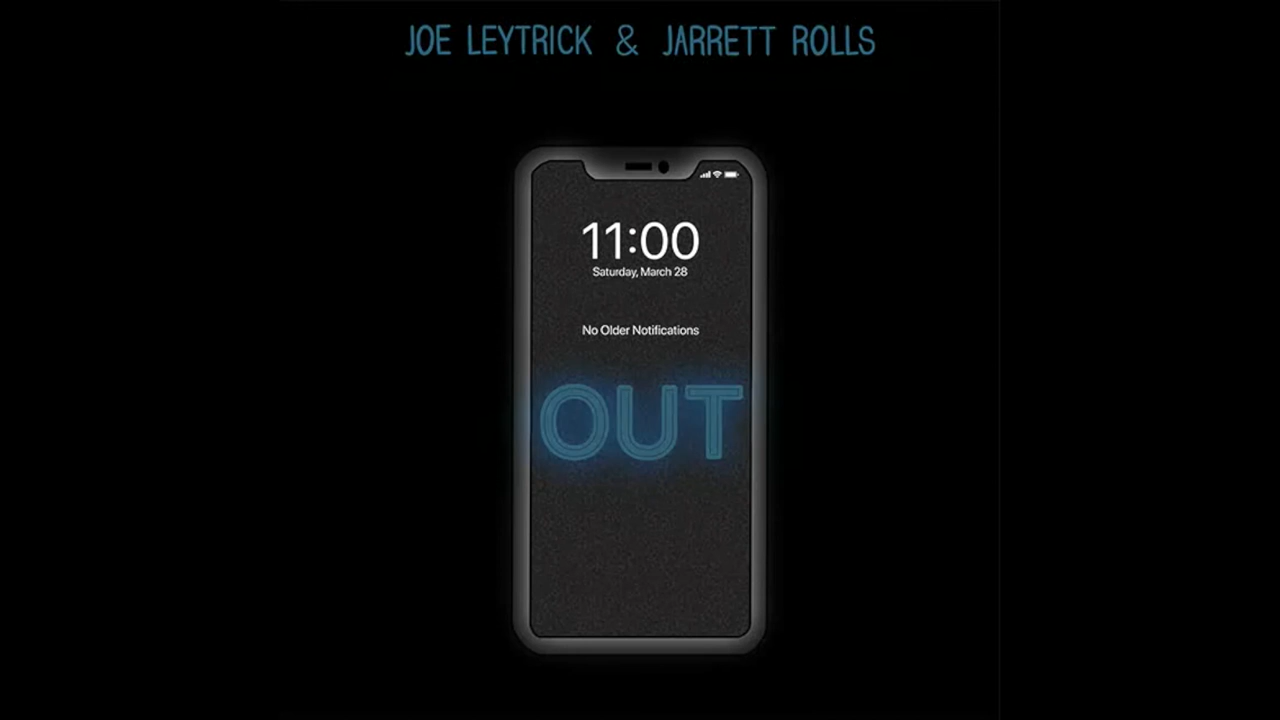 JOE LEYTRICK & JARRETT ROLLS
11:00
Saturday, March 28
No Older Notifications
OUT